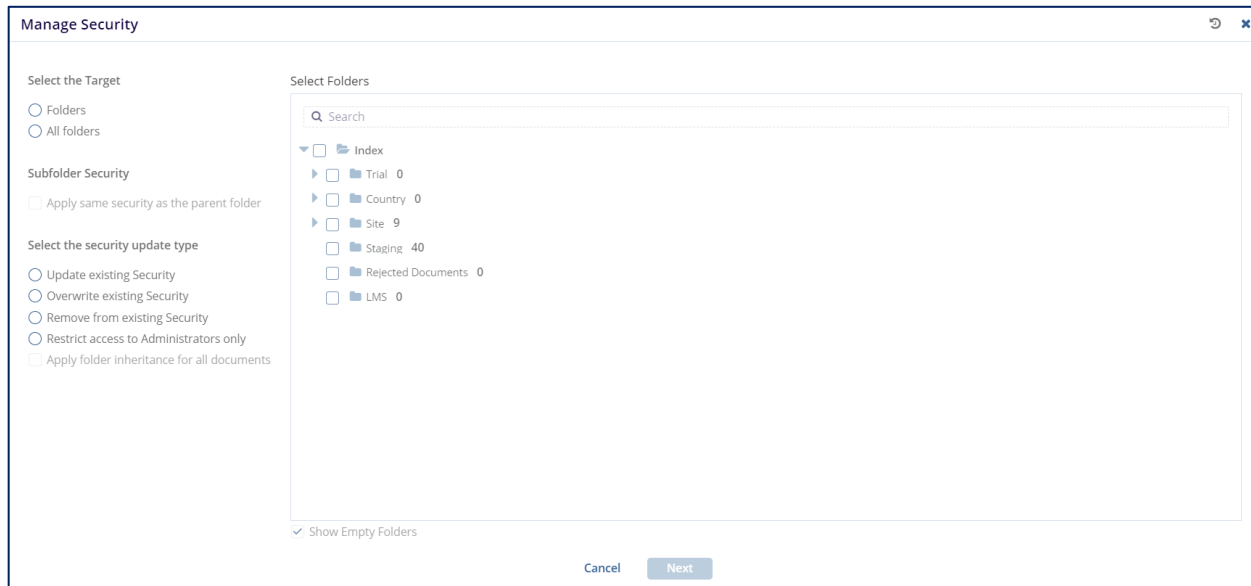 Manage Security
Select the Target
Folders
All folders
Subfolder Security
Apply same security as the parent folder
Select the security update type
Update existing Security
Overwrite existing Security
Remove from existing Security
Restrict access to Administrators only
Apply folder inheritance for all documents
Select Folders
Search
Index
Trial 0
Country 0
Site 9
Staging 40
Rejected Documents 0
LMS 0
Show Empty Folders
Cancel Next